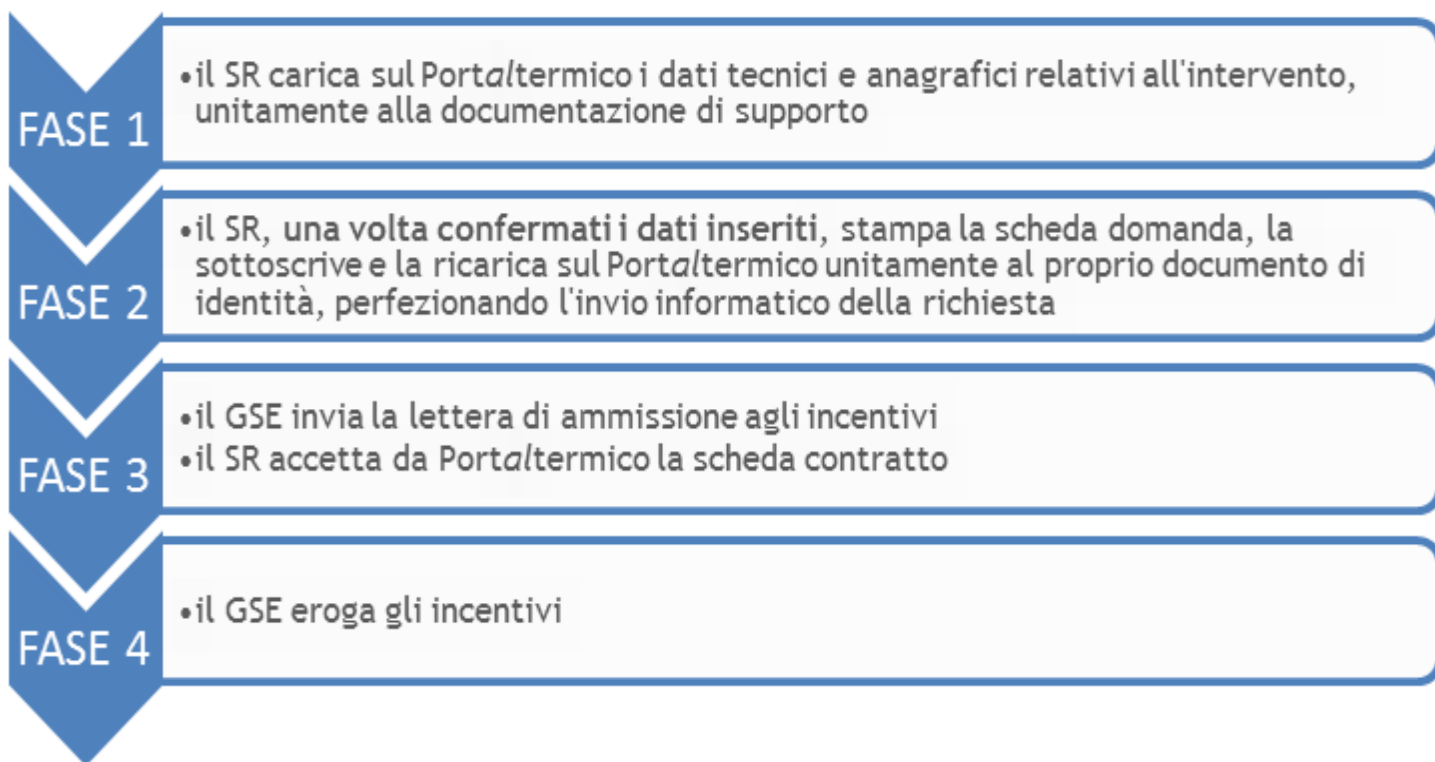 FASE 1
•il SR carica sul Portaltermico i dati tecnici e anagrafici relativi all'intervento,
unitamente alla documentazione di supporto
FASE 2
•il SR, una volta confermati i dati inseriti, stampa la scheda domanda, la
sottoscrive e la ricarica sul Portaltermico unitamente al proprio documento di
identità, perfezionando l'invio informatico della richiesta
FASE 3
•il GSE invia la lettera di ammissione agli incentivi
•il SR accetta da Portaltermico la scheda contratto
FASE 4
•il GSE eroga gli incentivi